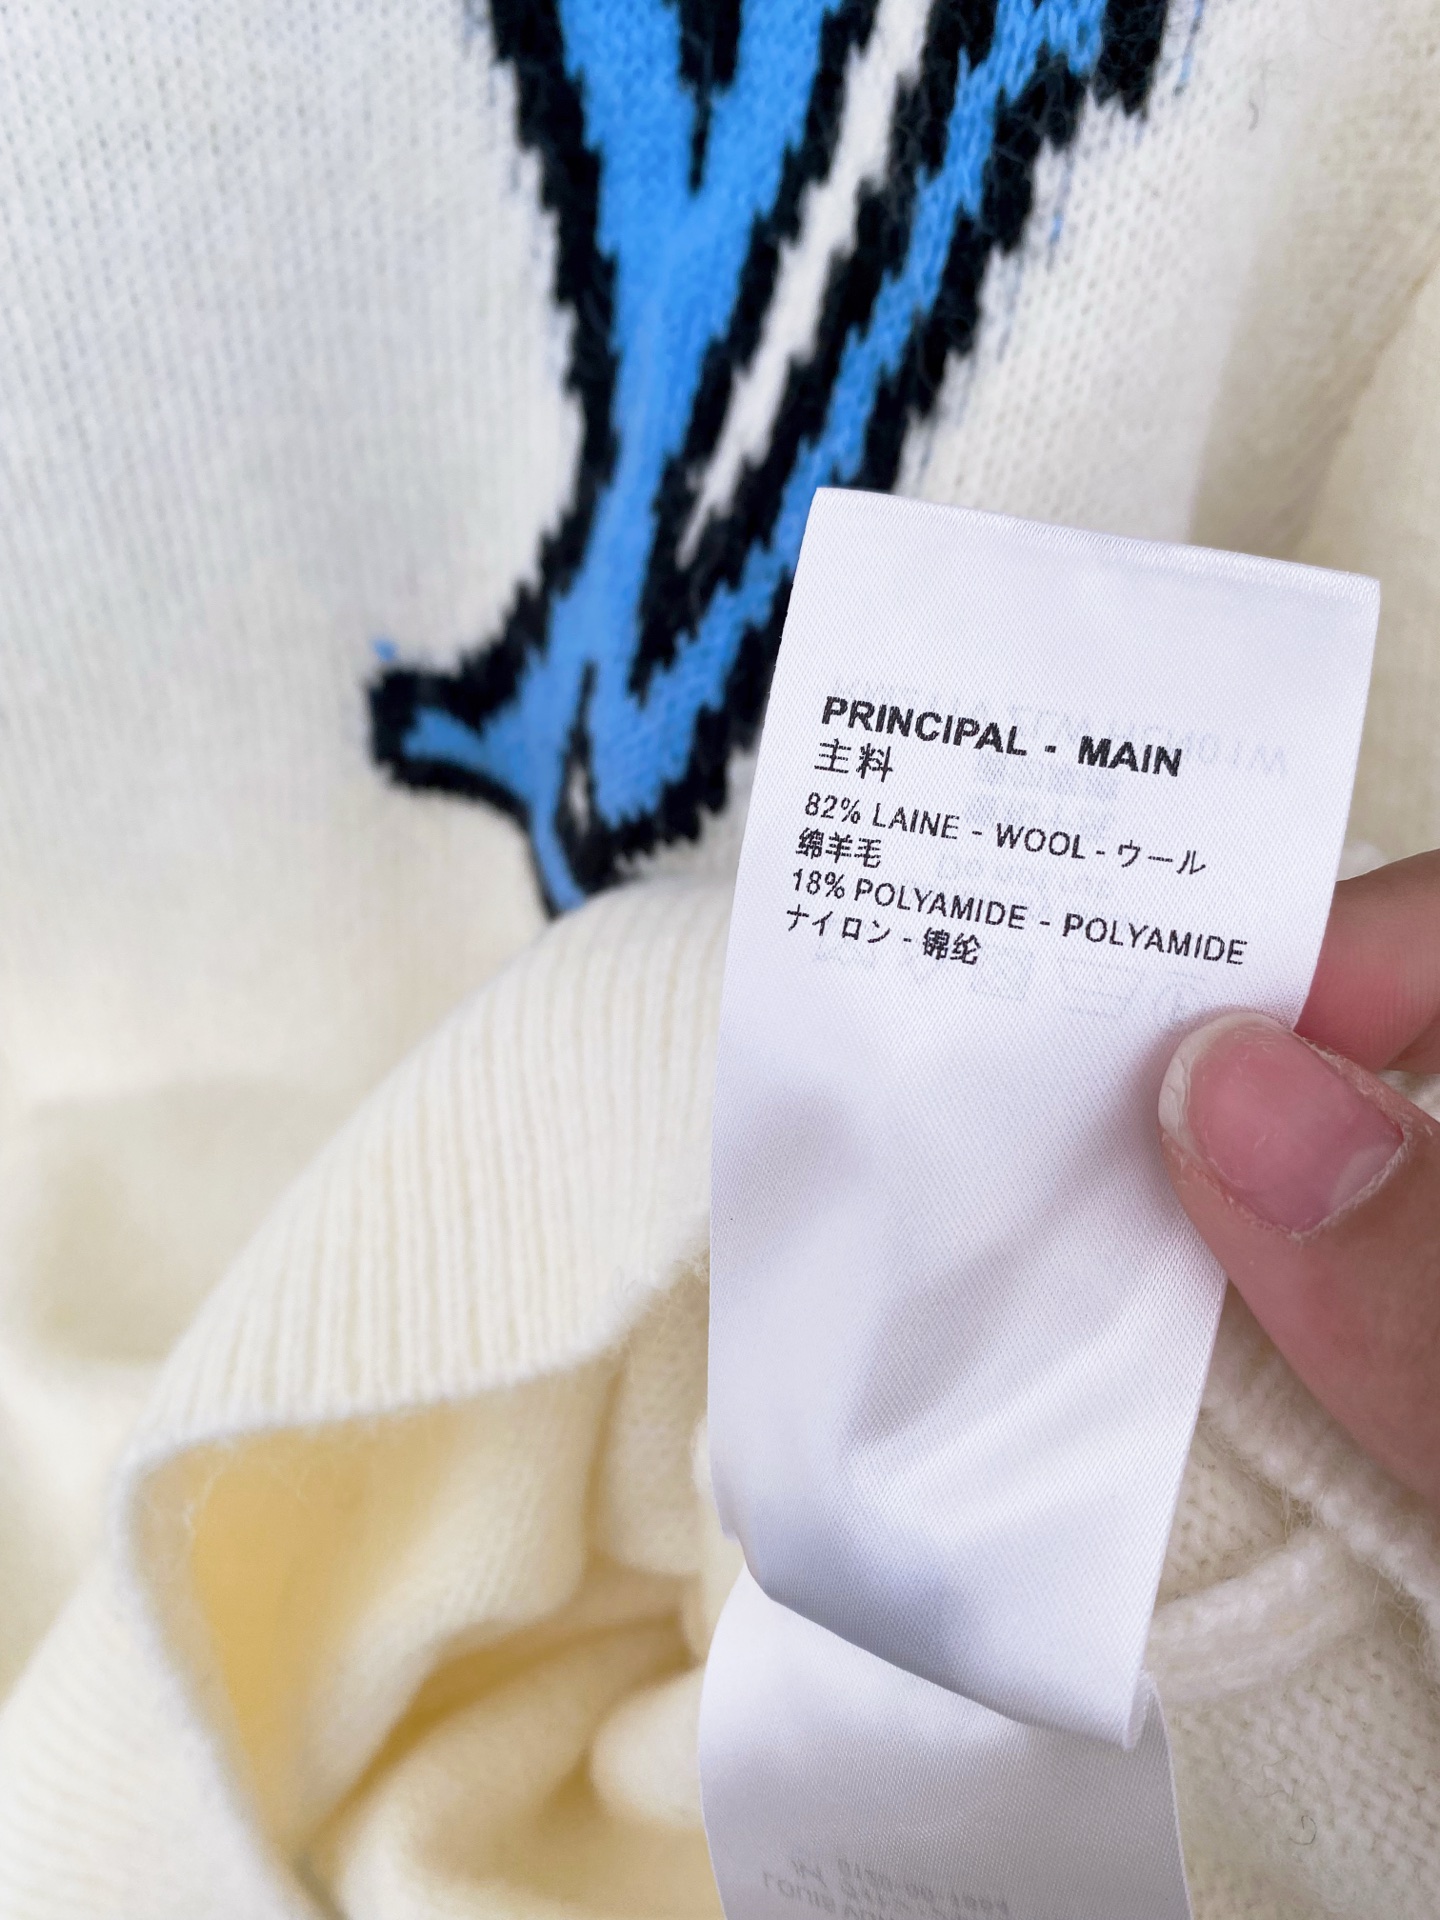 PRINCIPAL - MAIN
主料
82% LAINE - WOOL - ウール
绵羊毛
18% POLYAMIDE - POLYAMIDE
ナイロン - 锦纶